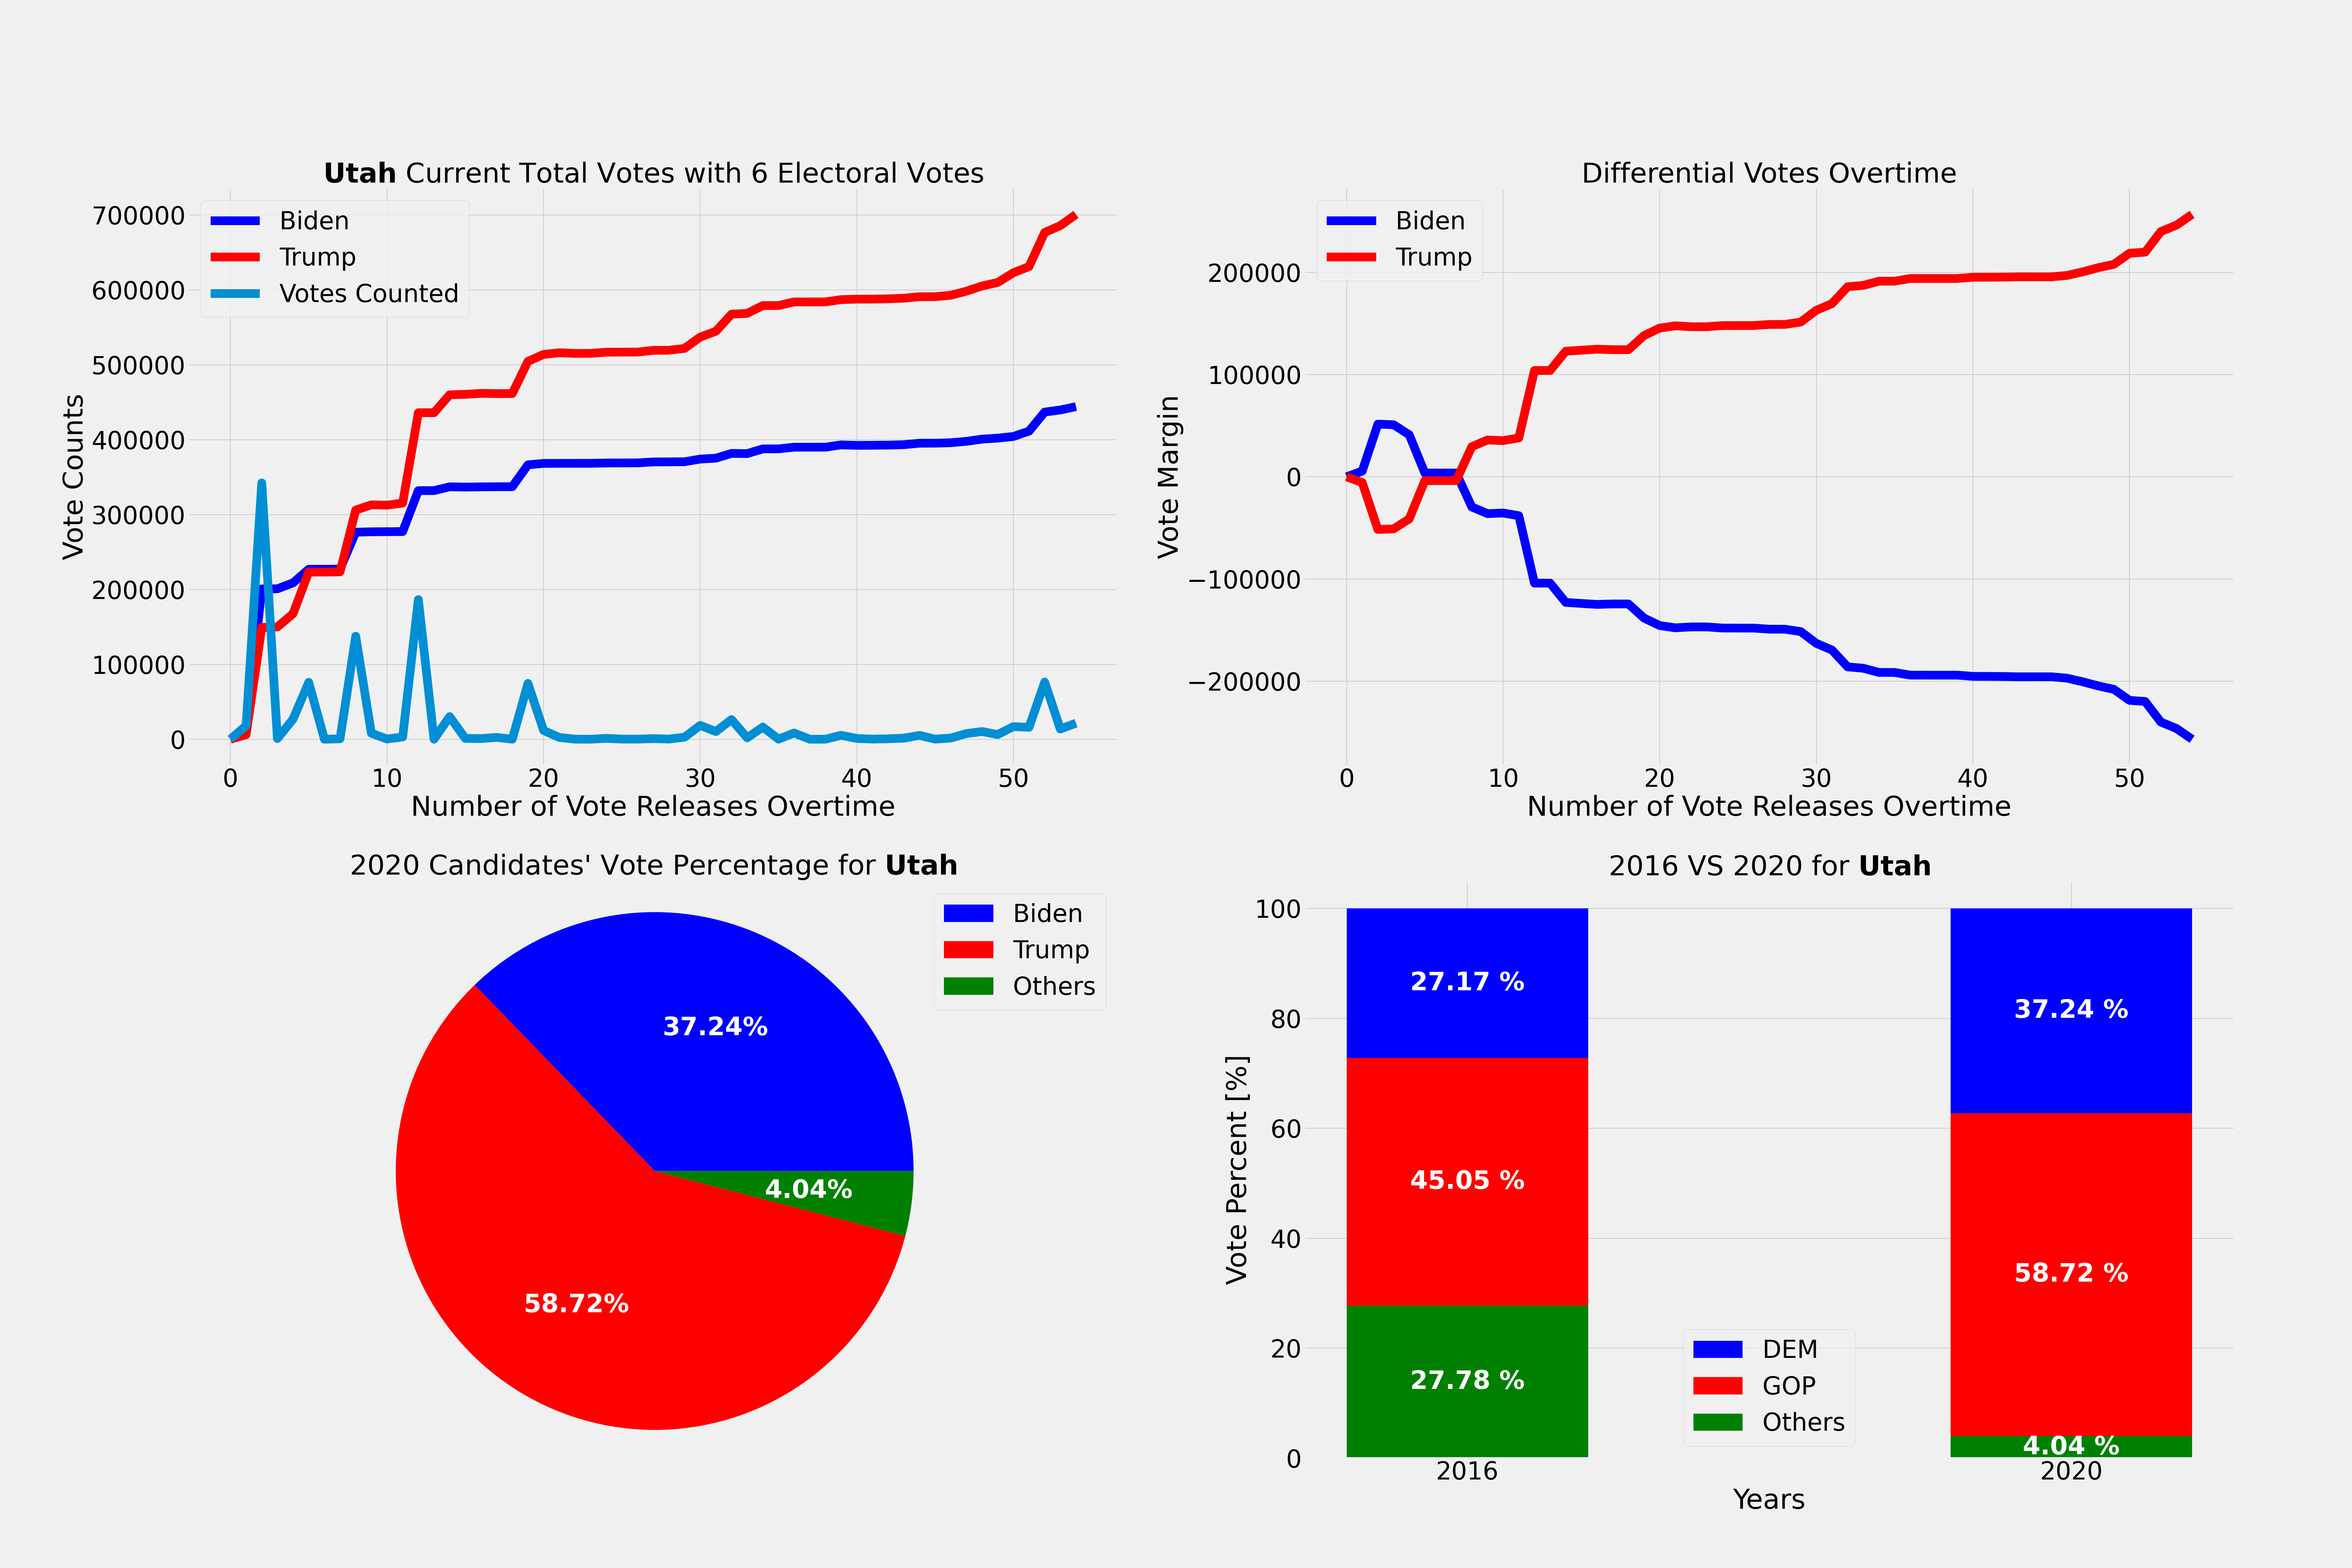 Utah Current Total Votes with 6 Electoral Votes
Biden
Trump
Votes Counted
Vote Counts
700000
600000
500000
400000
300000
200000
100000
0
0 10 20 30 40 50
Number of Vote Releases Overtime
Differential Votes Overtime
Biden
Trump
Vote Margin
200000
100000
0
−100000
−200000
0 10 20 30 40 50
Number of Vote Releases Overtime
2020 Candidates' Vote Percentage for Utah
Biden
Trump
Others
37.24%
4.04%
58.72%
2016 VS 2020 for Utah
Vote Percent [%]
100
80
60
40
20
0
27.17 %
45.05 %
27.78 %
37.24 %
58.72 %
4.04 %
DEM
GOP
Others
2016 2020
Years